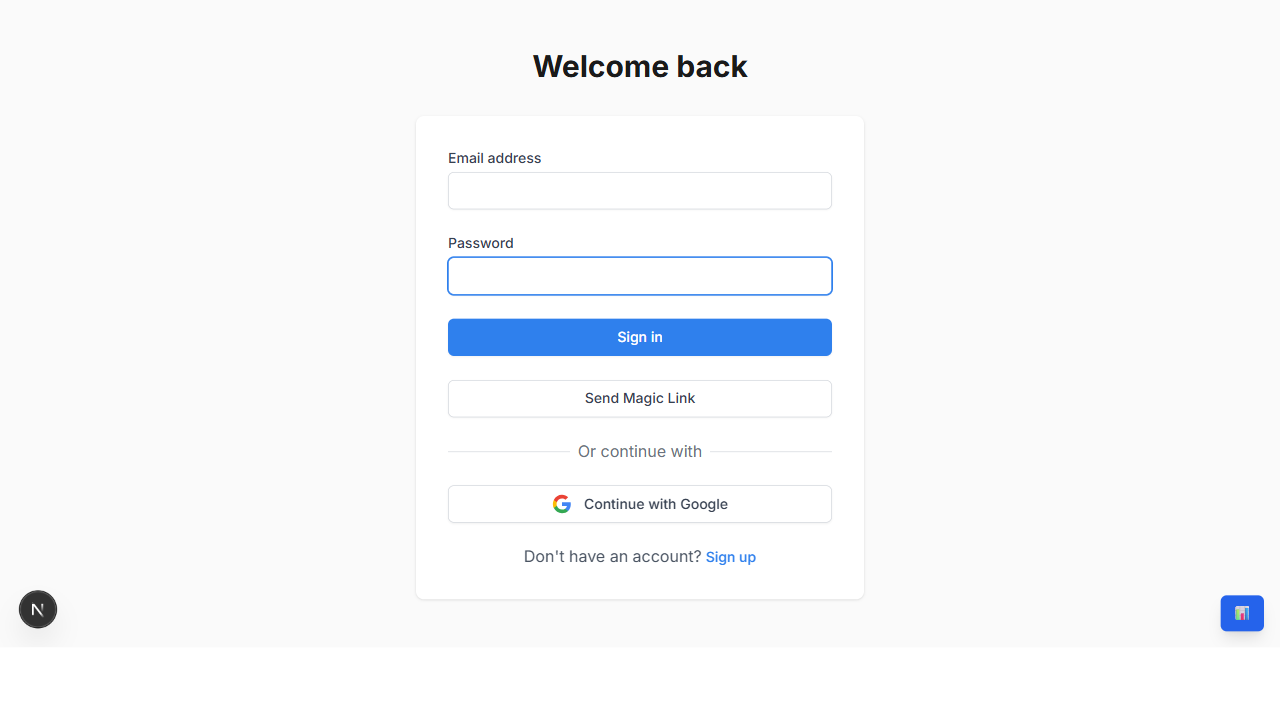 Welcome back
Email address
Password
Sign in
Send Magic Link
Or continue with
Continue with Google
Don't have an account? Sign up
N